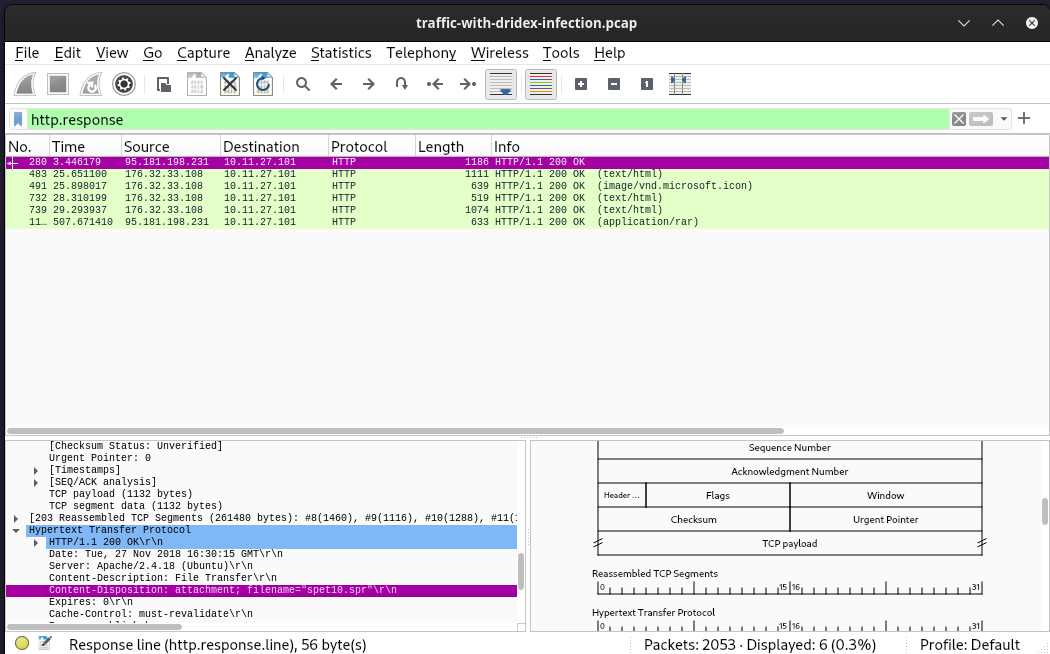 traffic-with-dridex-infection.pcap
File Edit View Go Capture Analyze Statistics Telephony Wireless Tools Help
http.response
No. Time Source Destination Protocol Length Info
280 3.446179 95.181.198.231 10.11.27.101 HTTP 1186 HTTP/1.1 200 OK
483 25.651100 176.32.33.108 10.11.27.101 HTTP 1111 HTTP/1.1 200 OK (text/html)
491 25.898017 176.32.33.108 10.11.27.101 HTTP 639 HTTP/1.1 200 OK (image/vnd.microsoft.icon)
732 28.310199 176.32.33.108 10.11.27.101 HTTP 519 HTTP/1.1 200 OK (text/html)
739 29.293937 176.32.33.108 10.11.27.101 HTTP 1074 HTTP/1.1 200 OK (text/html)
11… 507.671410 95.181.198.231 10.11.27.101 HTTP 633 HTTP/1.1 200 OK (application/rar)
[Checksum Status: Unverified]
Urgent Pointer: 0
[Timestamps]
[SEQ/ACK analysis]
TCP payload (1132 bytes)
TCP segment data (1132 bytes)
[203 Reassembled TCP Segments (261480 bytes): #8(1460), #9(1116), #10(1288), #11(1
Hypertext Transfer Protocol
HTTP/1.1 200 OK\r\n
Date: Tue, 27 Nov 2018 16:30:15 GMT\r\n
Server: Apache/2.4.18 (Ubuntu)\r\n
Content-Description: File Transfer\r\n
Content-Disposition: attachment; filename="spet10.spr"\r\n
Expires: 0\r\n
Cache-Control: must-revalidate\r\n
Sequence Number
Acknowledgment Number
Header … Flags Window
Checksum Urgent Pointer
TCP payload
Reassembled TCP Segments
0 15 16 31
Hypertext Transfer Protocol
0 15 16 31
Response line (http.response.line), 56 byte(s) Packets: 2053 · Displayed: 6 (0.3%) Profile: Default